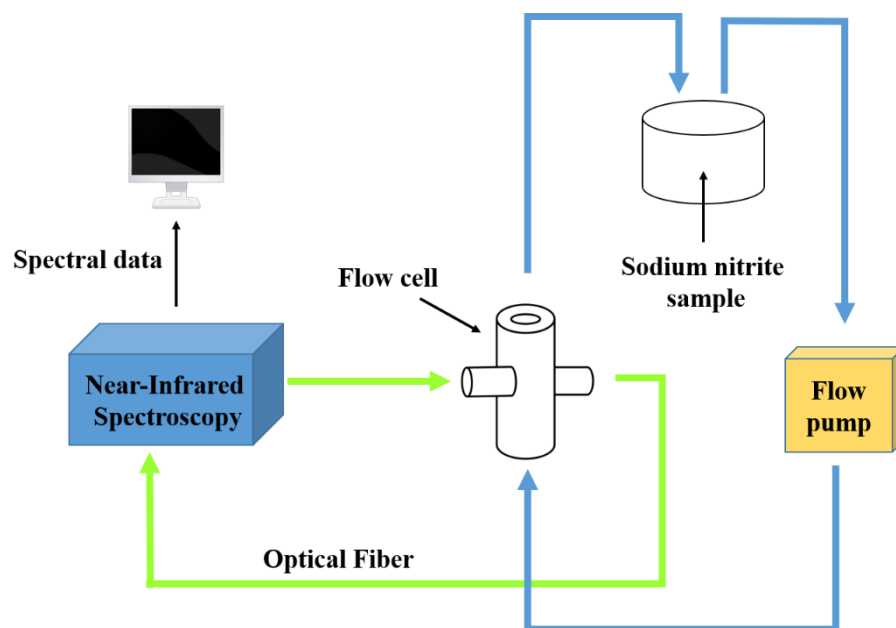 Spectral data
Flow cell
Sodium nitrite
sample
Near-Infrared
Spectroscopy
Flow
pump
Optical Fiber